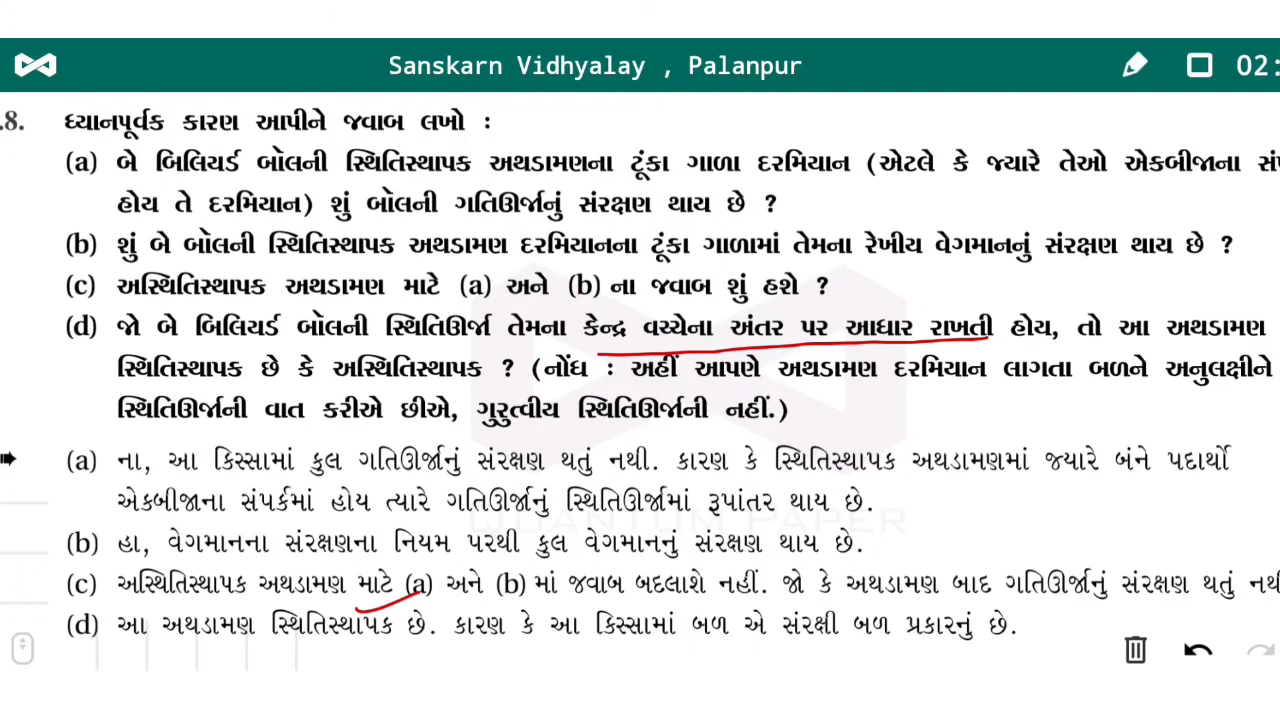 Sanskarn Vidhyalay , Palanpur
02:
.8. ધ્યાનપૂર્વક કારણ આપીને જવાબ લખો :
(a) બે બિલિયર્ડ બૉલની સ્થિતિસ્થાપક અથડામણના ટૂંકા ગાળા દરમિયાન (એટલે કે જ્યારે તેઓ એકબીજાના
હોય તે દરમિયાન) શું બૉલની ગતિઊર્જાનું સંરક્ષણ થાય છે ?
(b) શું બે બૉલની સ્થિતિસ્થાપક અથડામણ દરમિયાનના ટૂંકા ગાળામાં તેમના રેખીય વેગમાનનું સંરક્ષણ થાય છે ?
(c) અસ્થિતિસ્થાપક અથડામણ માટે (a) અને (b) ના જવાબ શું હશે ?
(d) જો બે બિલિયર્ડ બૉલની સ્થિતિઊર્જા તેમના કેન્દ્ર વચ્ચેના અંતર પર આધાર રાખતી હોય, તો આ અથડામણ
સ્થિતિસ્થાપક છે કે અસ્થિતિસ્થાપક ? (નોંધ : અહીં આપણે અથડામણ દરમિયાન લાગતા બળને અનુલક્ષીને
સ્થિતિઊર્જાની વાત કરીએ છીએ, ગુરુત્વીય સ્થિતિઊર્જાની નહીં.)
(a) ના, આ કિસ્સામાં કુલ ગતિઊર્જાનું સંરક્ષણ થતું નથી. કારણ કે સ્થિતિસ્થાપક અથડામણમાં જ્યારે બંને પદાર્થો
એકબીજાના સંપર્કમાં હોય ત્યારે ગતિઊર્જાનું સ્થિતિઊર્જામાં રૂપાંતર થાય છે.
(b) હા, વેગમાનના સંરક્ષણના નિયમ પરથી કુલ વેગમાનનું સંરક્ષણ થાય છે.
(c) અસ્થિતિસ્થાપક અથડામણ માટે (a) અને (b) માં જવાબ બદલાશે નહીં. જો કે અથડામણ બાદ ગતિઊર્જાનું સંરક્ષણ થતું નથી
(d) આ અથડામણ સ્થિતિસ્થાપક છે. કારણ કે આ કિસ્સામાં બળ એ સંરક્ષી બળ પ્રકારનું છે.
QUANTUM PAPER